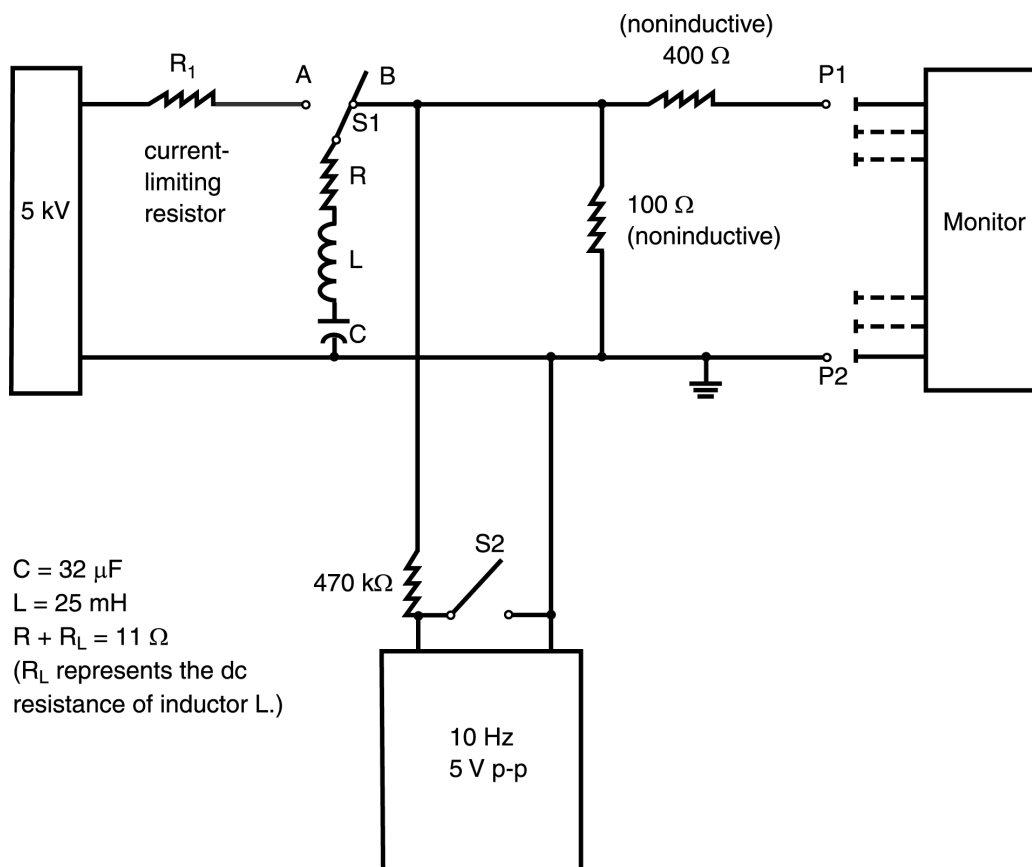 (noninductive)
400 Ω
R1
A
B
P1
S1
current-
limiting
resistor
R
5 kV
100 Ω
(noninductive)
Monitor
L
C
P2
S2
470 kΩ
C = 32 μF
L = 25 mH
R + RL = 11 Ω
(RL represents the dc
resistance of inductor L.)
10 Hz
5 V p-p